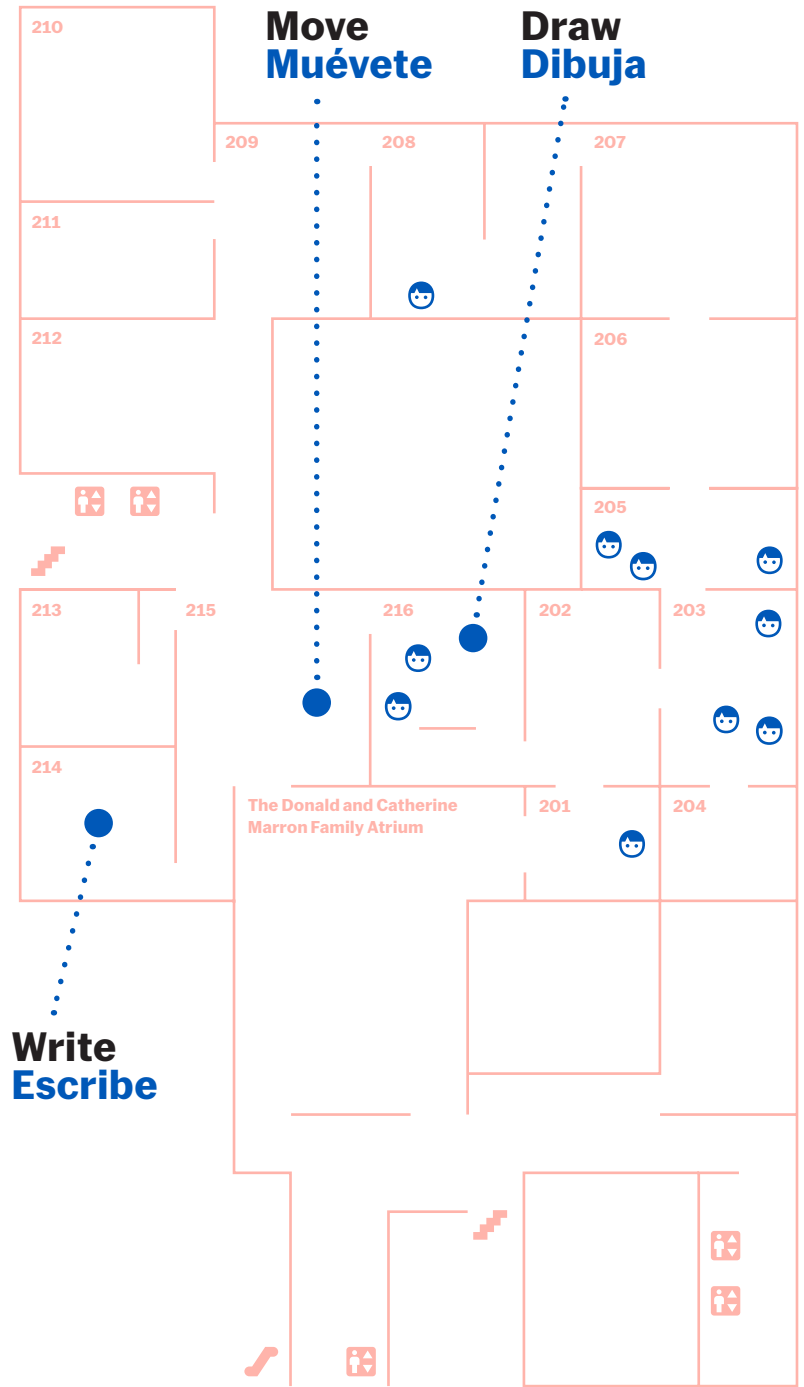 210
Move
Muévete
Draw
Dibuja
209
208
207
211
212
206
205
213
215
216
202
203
214
The Donald and Catherine
Marron Family Atrium
201
204
Write
Escribe